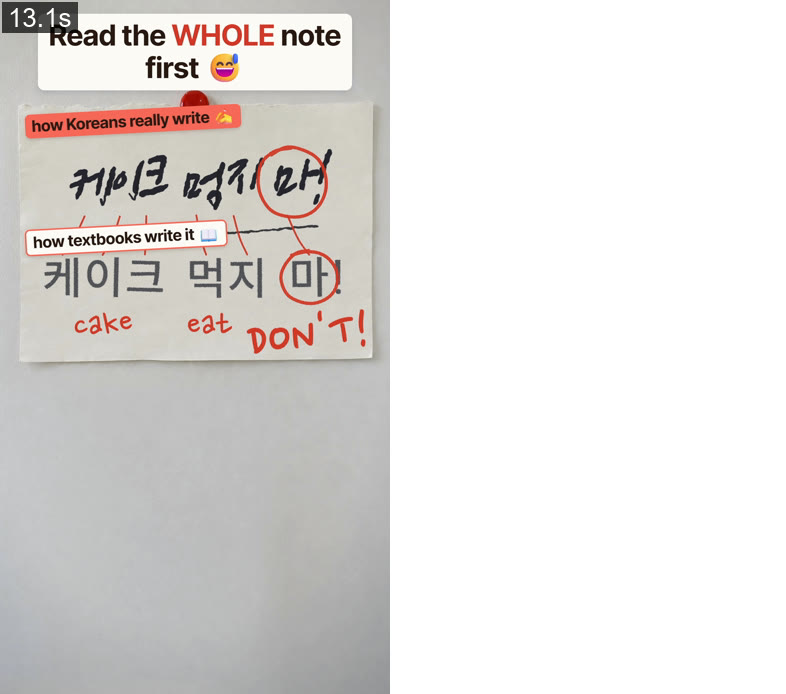 13.1s
Read the WHOLE note
first 😅
how Koreans really write ✍️
케이크 먹지 마!
how textbooks write it 📖
케이크 먹지 마!
cake eat DON'T!